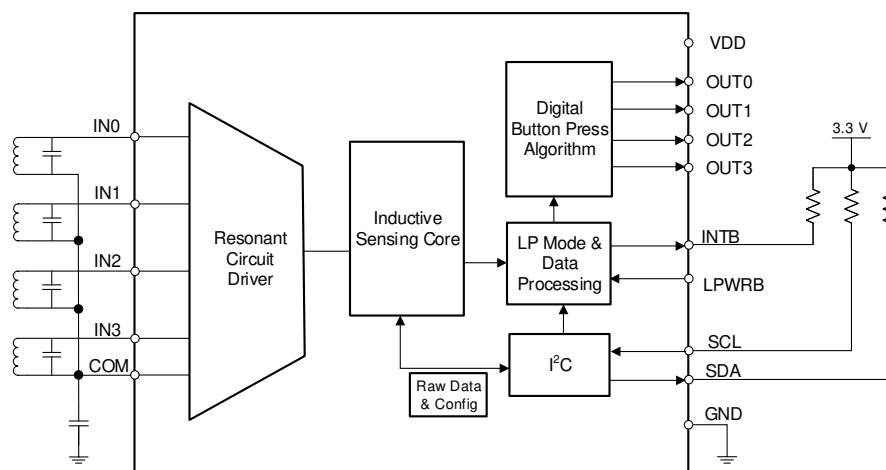 VDD
OUT0
OUT1
OUT2
OUT3
Digital
Button Press
Algorithm
3.3 V
IN0
IN1
IN2
IN3
COM
Resonant
Circuit
Driver
Inductive
Sensing Core
LP Mode &
Data
Processing
INTB
LPWRB
I²C
SCL
SDA
Raw Data
& Config
GND